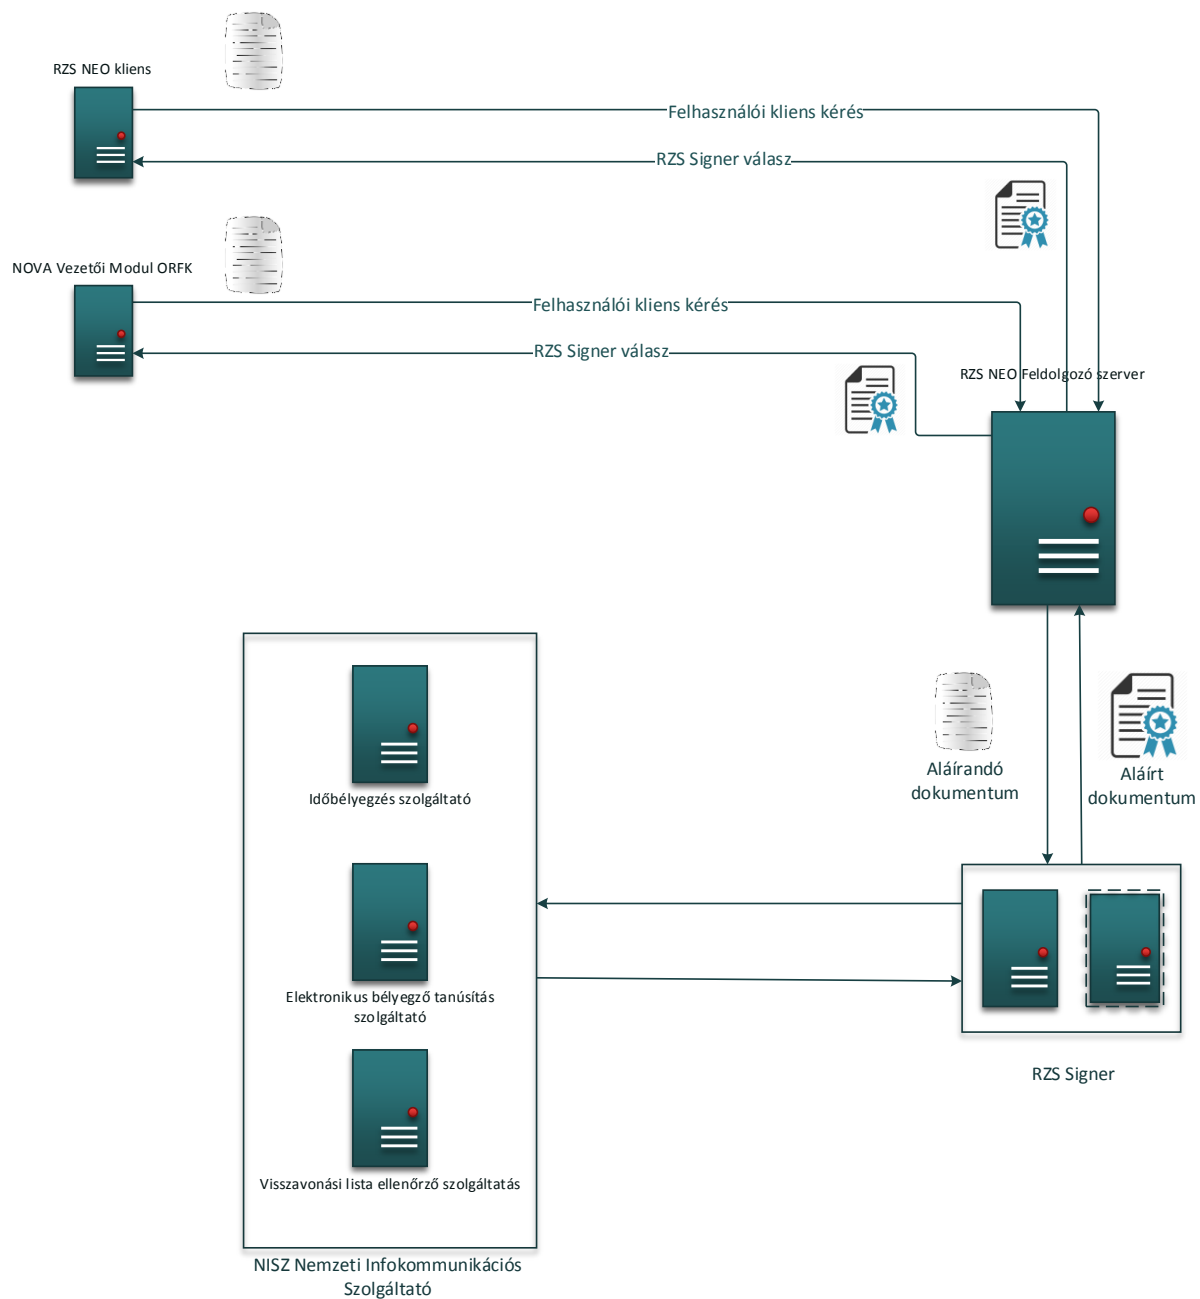 RZS NEO kliens
Felhasználói kliens kérés
RZS Signer válasz
NOVA Vezetői Modul ORFK
Felhasználói kliens kérés
RZS Signer válasz
RZS NEO Feldolgozó szerver
Aláírandó
dokumentum
Aláírt
dokumentum
Időbélyegzés szolgáltató
Elektronikus bélyegző tanúsítás
szolgáltató
RZS Signer
Visszavonási lista ellenőrző szolgáltatás
NISZ Nemzeti Infokommunikációs
Szolgáltató